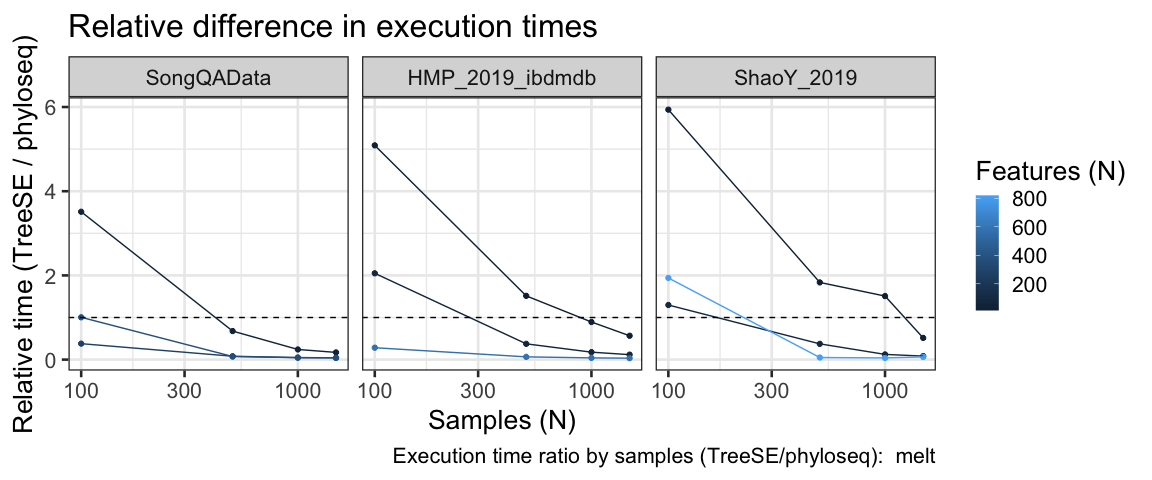 Relative difference in execution times
SongQAData
HMP_2019_ibdmdb
ShaoY_2019
Relative time (TreeSE / phyloseq)
6
4
2
0
100 300 1000
100 300 1000
100 300 1000
Samples (N)
Features (N)
800
600
400
200
Execution time ratio by samples (TreeSE/phyloseq): melt